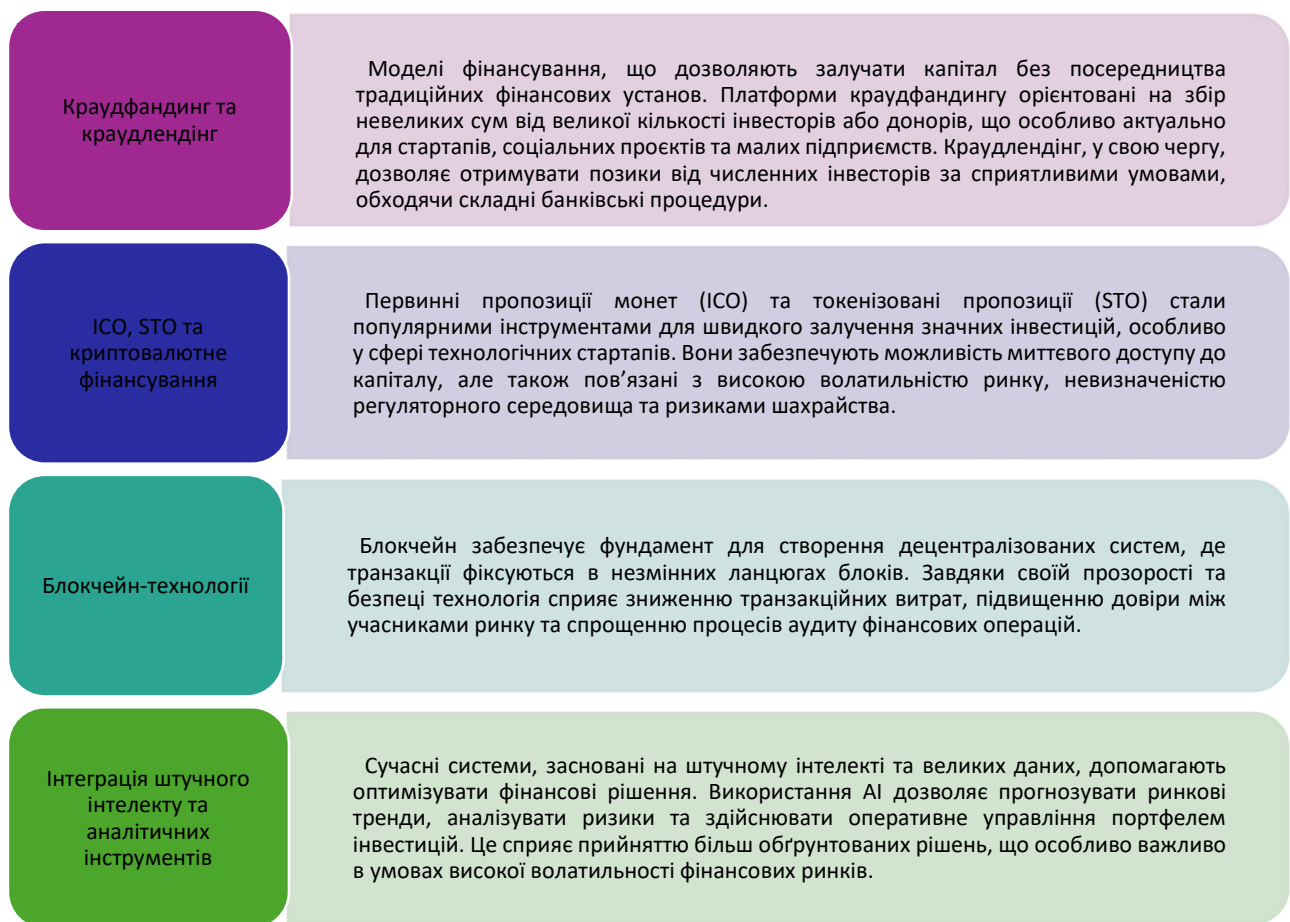 Краудфандинг та
краудлендінг
Моделі фінансування, що дозволяють залучати капітал без посередництва
традиційних фінансових установ. Платформи краудфандингу орієнтовані на збір
невеликих сум від великої кількості інвесторів або донорів, що особливо актуально
для стартапів, соціальних проєктів та малих підприємств. Краудлендінг, у свою чергу,
дозволяє отримувати позики від численних інвесторів за сприятливими умовами,
обходячи складні банківські процедури.
ICO, STO та
криптовалютне
фінансування
Первинні пропозиції монет (ICO) та токенізовані пропозиції (STO) стали
популярними інструментами для швидкого залучення значних інвестицій, особливо
у сфері технологічних стартапів. Вони забезпечують можливість миттєвого доступу до
капіталу, але також пов’язані з високою волатильністю ринку, невизначеністю
регуляторного середовища та ризиками шахрайства.
Блокчейн-технології
Блокчейн забезпечує фундамент для створення децентралізованих систем, де
транзакції фіксуються в незмінних ланцюгах блоків. Завдяки своїй прозорості та
безпеці технологія сприяє зниженню транзакційних витрат, підвищенню довіри між
учасниками ринку та спрощенню процесів аудиту фінансових операцій.
Інтеграція штучного
інтелекту та
аналітичних
інструментів
Сучасні системи, засновані на штучному інтелекті та великих даних, допомагають
оптимізувати фінансові рішення. Використання AI дозволяє прогнозувати ринкові
тренди, аналізувати ризики та здійснювати оперативне управління портфелем
інвестицій. Це сприяє прийняттю більш обґрунтованих рішень, що особливо важливо
в умовах високої волатильності фінансових ринків.